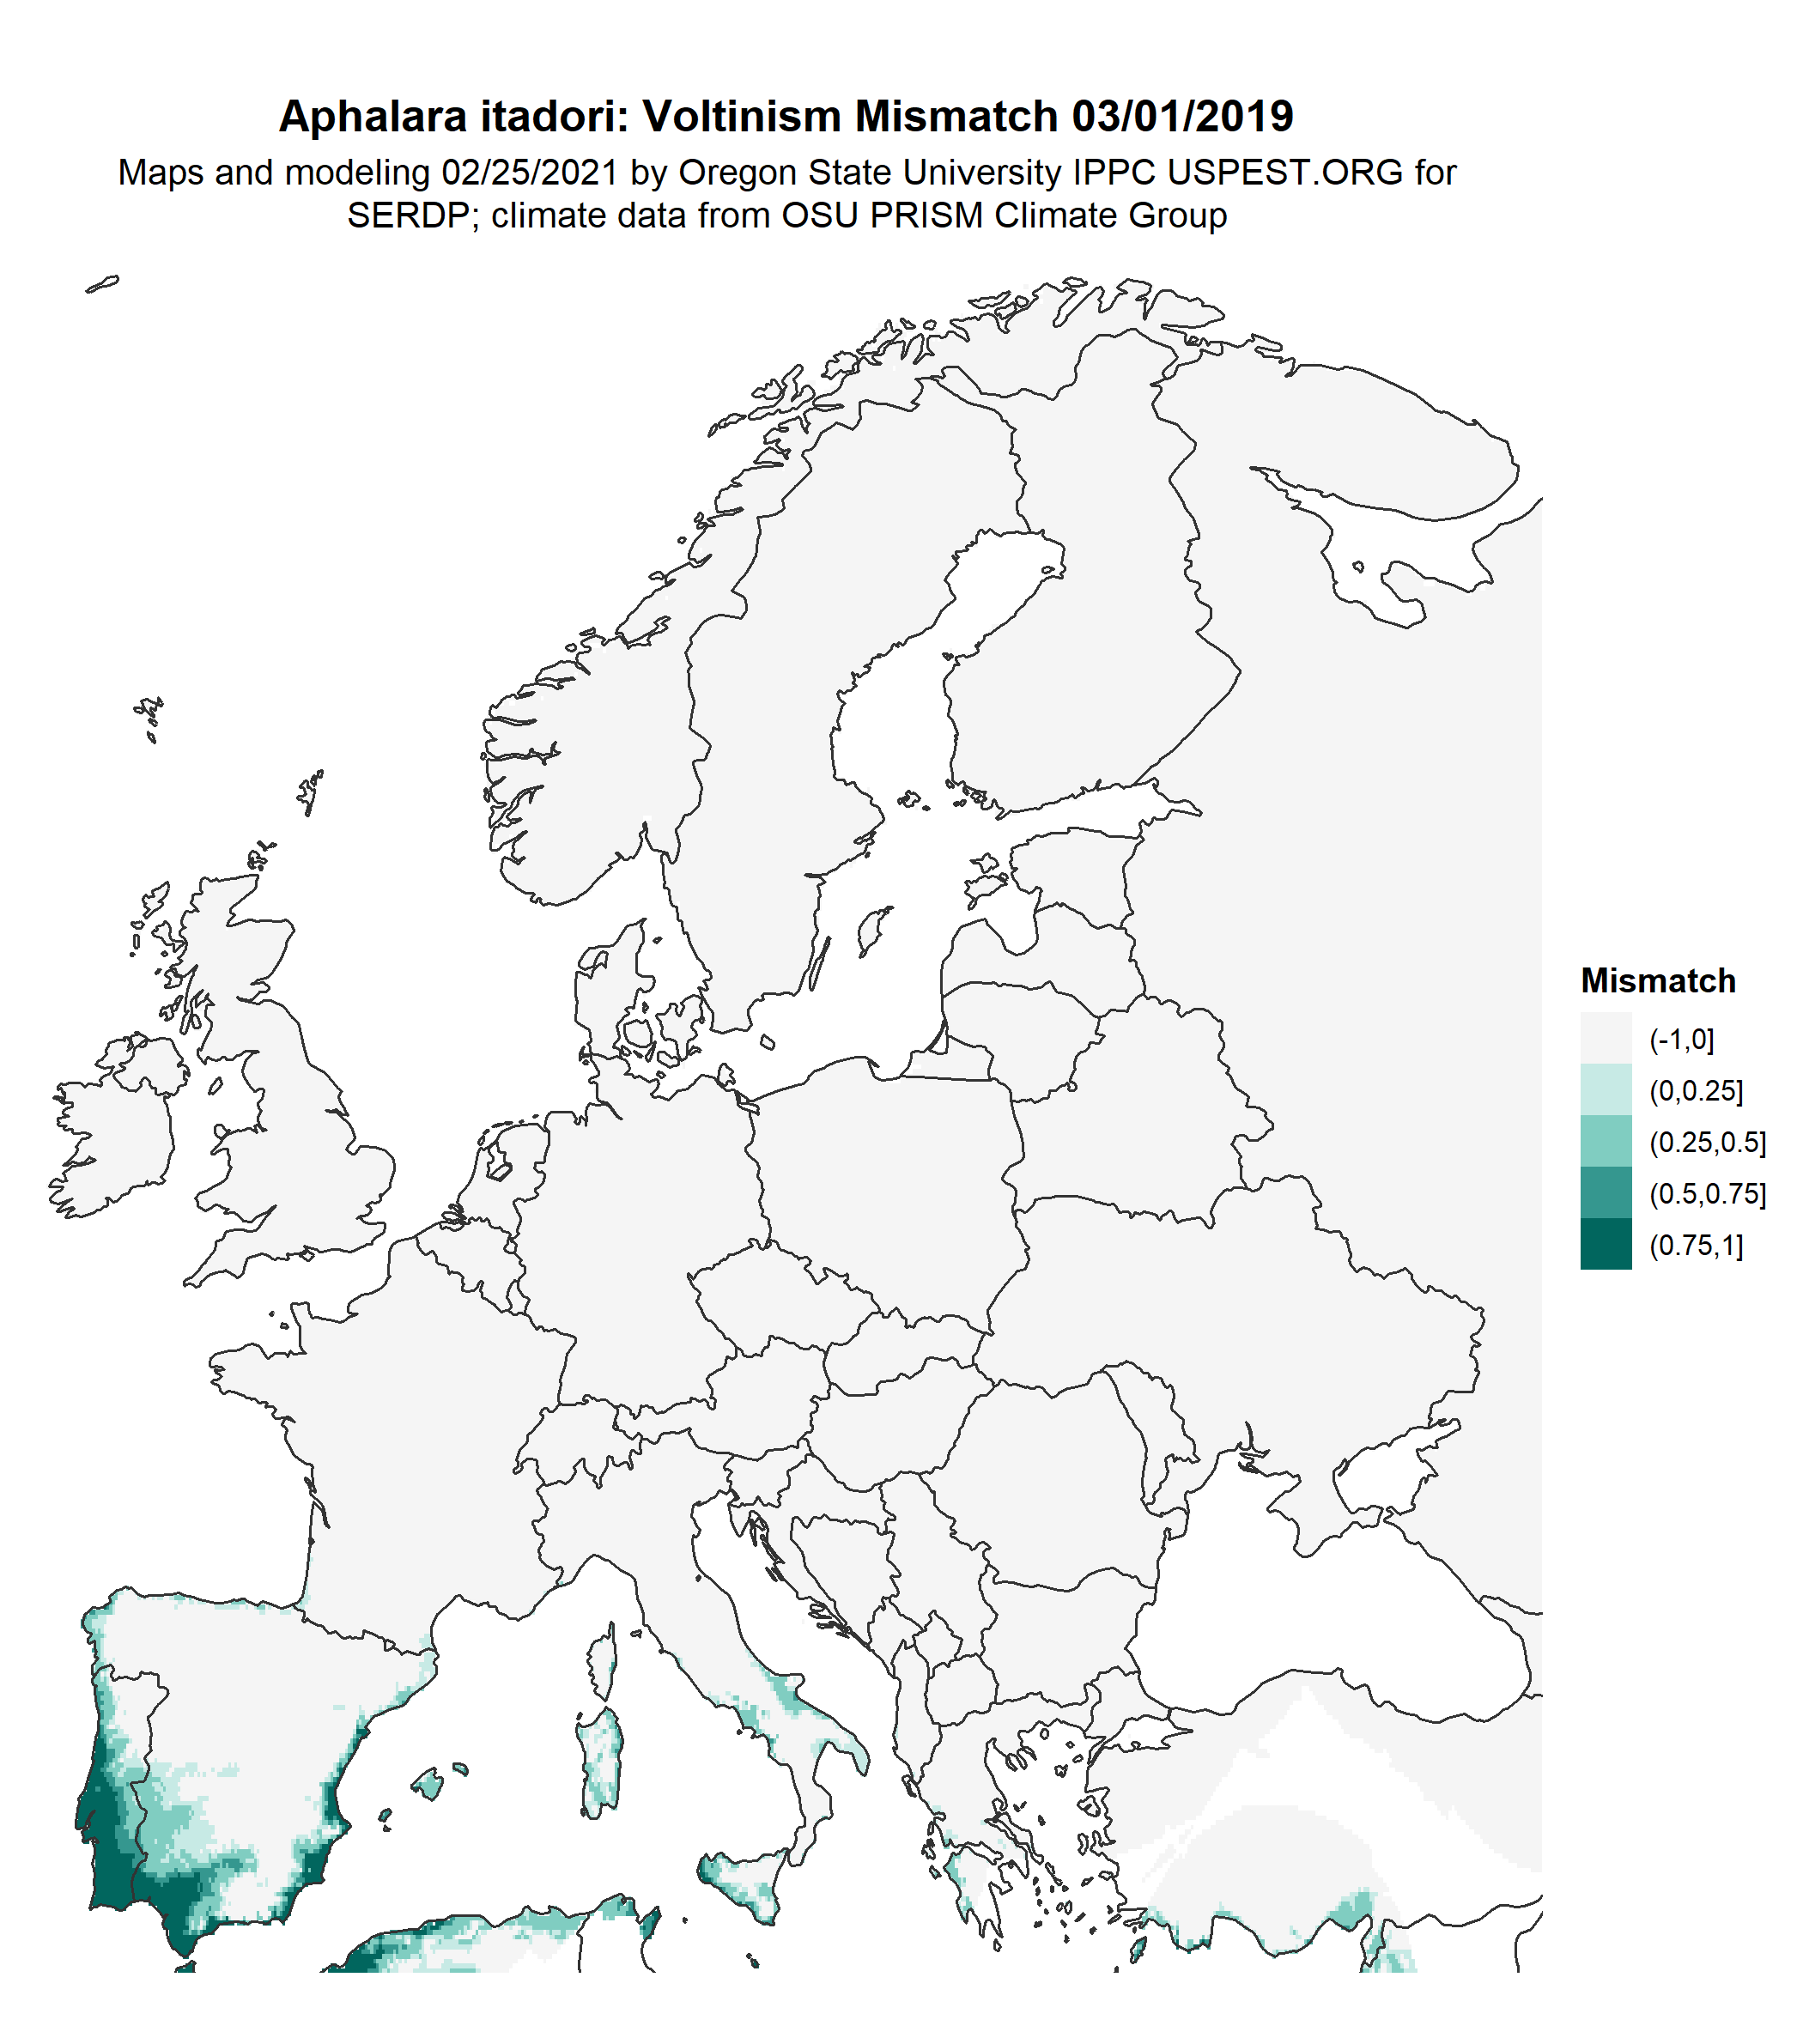 Aphalara itadori: Voltinism Mismatch 03/01/2019
Maps and modeling 02/25/2021 by Oregon State University IPPC USPEST.ORG for
SERDP; climate data from OSU PRISM Climate Group
Mismatch
(-1,0]
(0,0.25]
(0.25,0.5]
(0.5,0.75]
(0.75,1]